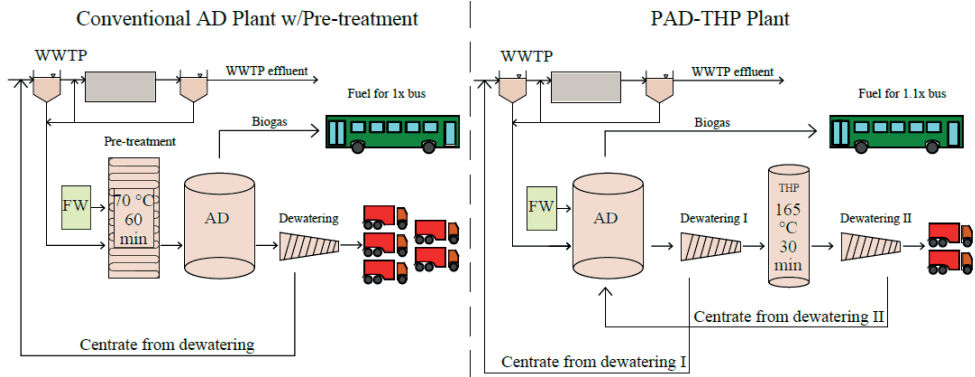 Conventional AD Plant w/Pre-treatment
WWTP
WWTP effluent
Fuel for 1x bus
Biogas
Pre-treatment
FW
70 °C
60
min
AD
Dewatering
Centrate from dewatering
PAD-THP Plant
WWTP
WWTP effluent
Fuel for 1.1x bus
Biogas
FW
AD
Dewatering I
THP
165
°C
30
min
Dewatering II
Centrate from dewatering II
Centrate from dewatering I